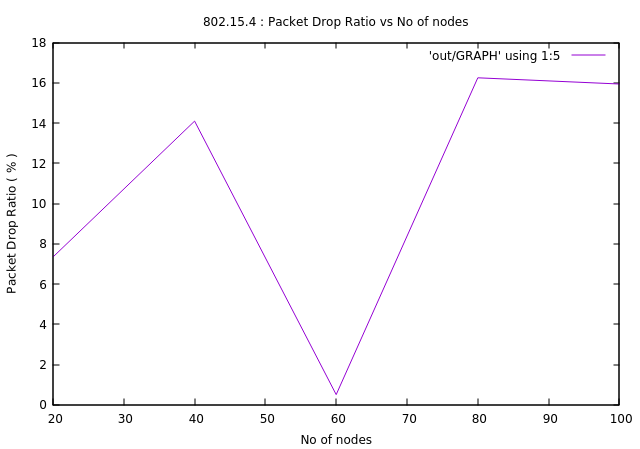 802.15.4 : Packet Drop Ratio vs No of nodes
'out/GRAPH' using 1:5
Packet Drop Ratio ( % )
18
16
14
12
10
8
6
4
2
0
20 30 40 50 60 70 80 90 100
No of nodes